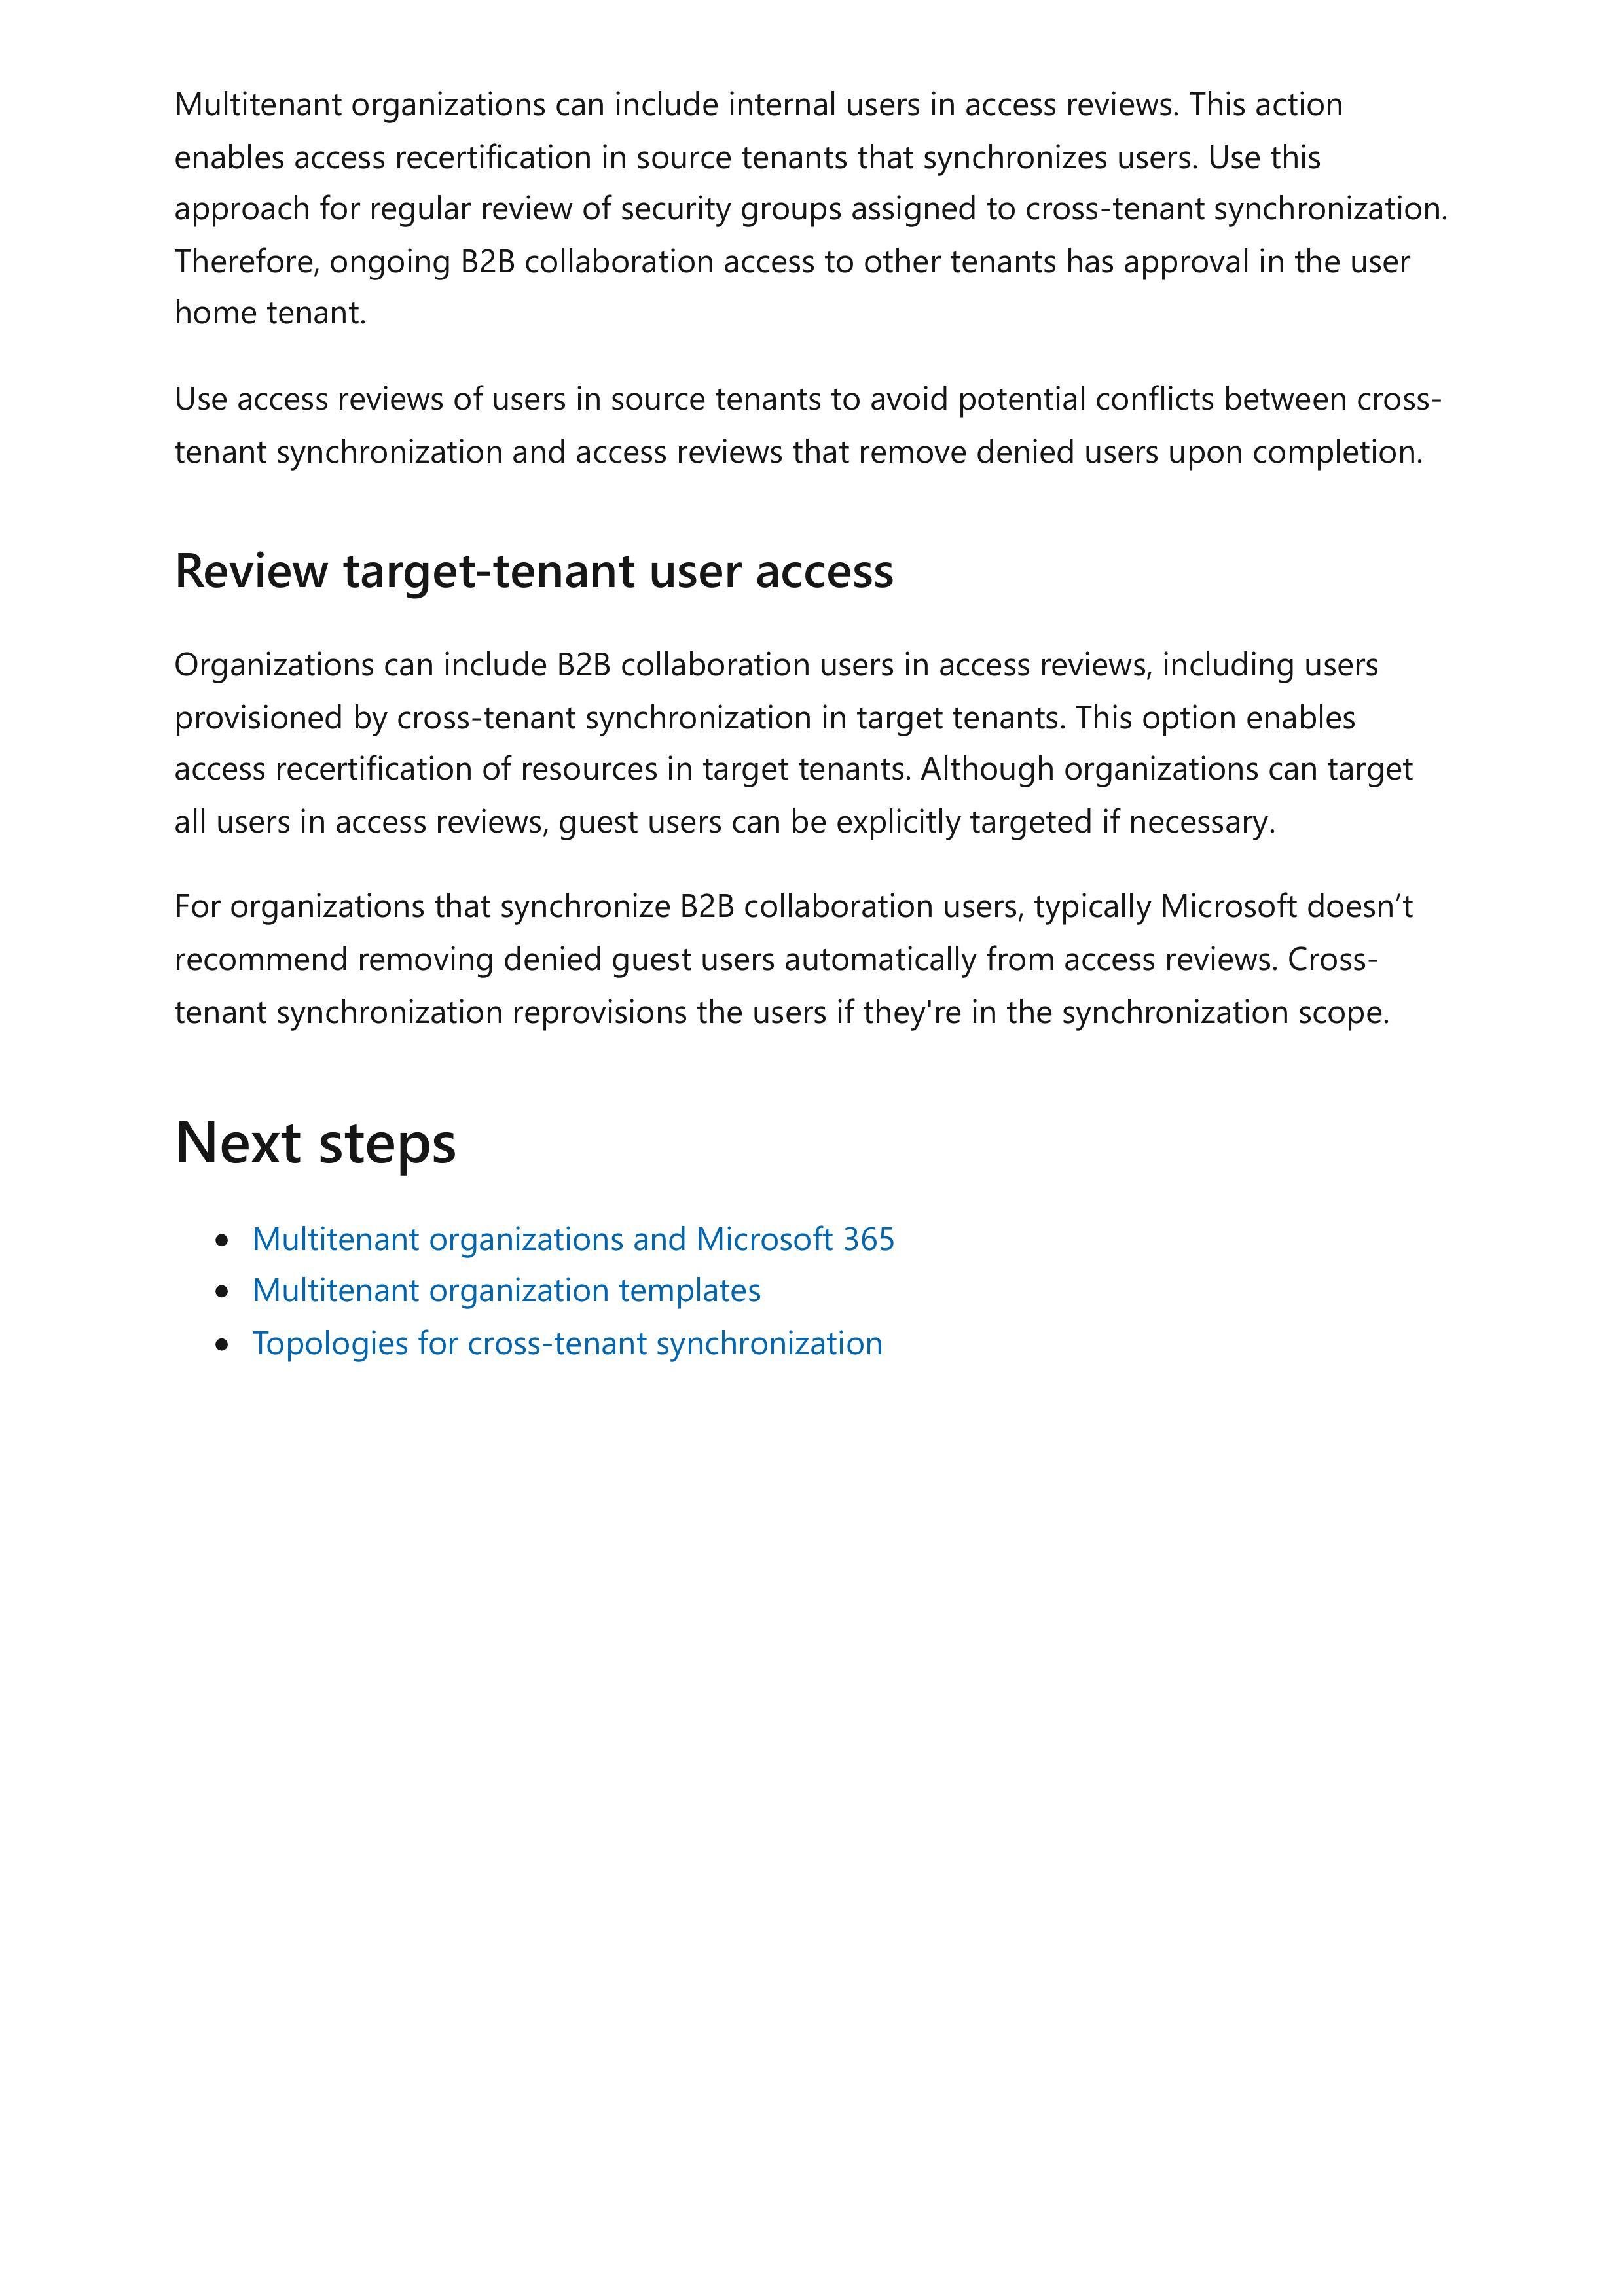 Multitenant organizations can include internal users in access reviews. This action
enables access recertification in source tenants that synchronizes users. Use this
approach for regular review of security groups assigned to cross-tenant synchronization.
Therefore, ongoing B2B collaboration access to other tenants has approval in the user
home tenant.
Use access reviews of users in source tenants to avoid potential conflicts between cross-
tenant synchronization and access reviews that remove denied users upon completion.
Review target-tenant user access
Organizations can include B2B collaboration users in access reviews, including users
provisioned by cross-tenant synchronization in target tenants. This option enables
access recertification of resources in target tenants. Although organizations can target
all users in access reviews, guest users can be explicitly targeted if necessary.
For organizations that synchronize B2B collaboration users, typically Microsoft doesn’t
recommend removing denied guest users automatically from access reviews. Cross-
tenant synchronization reprovisions the users if they're in the synchronization scope.
Next steps
• Multitenant organizations and Microsoft 365
• Multitenant organization templates
• Topologies for cross-tenant synchronization